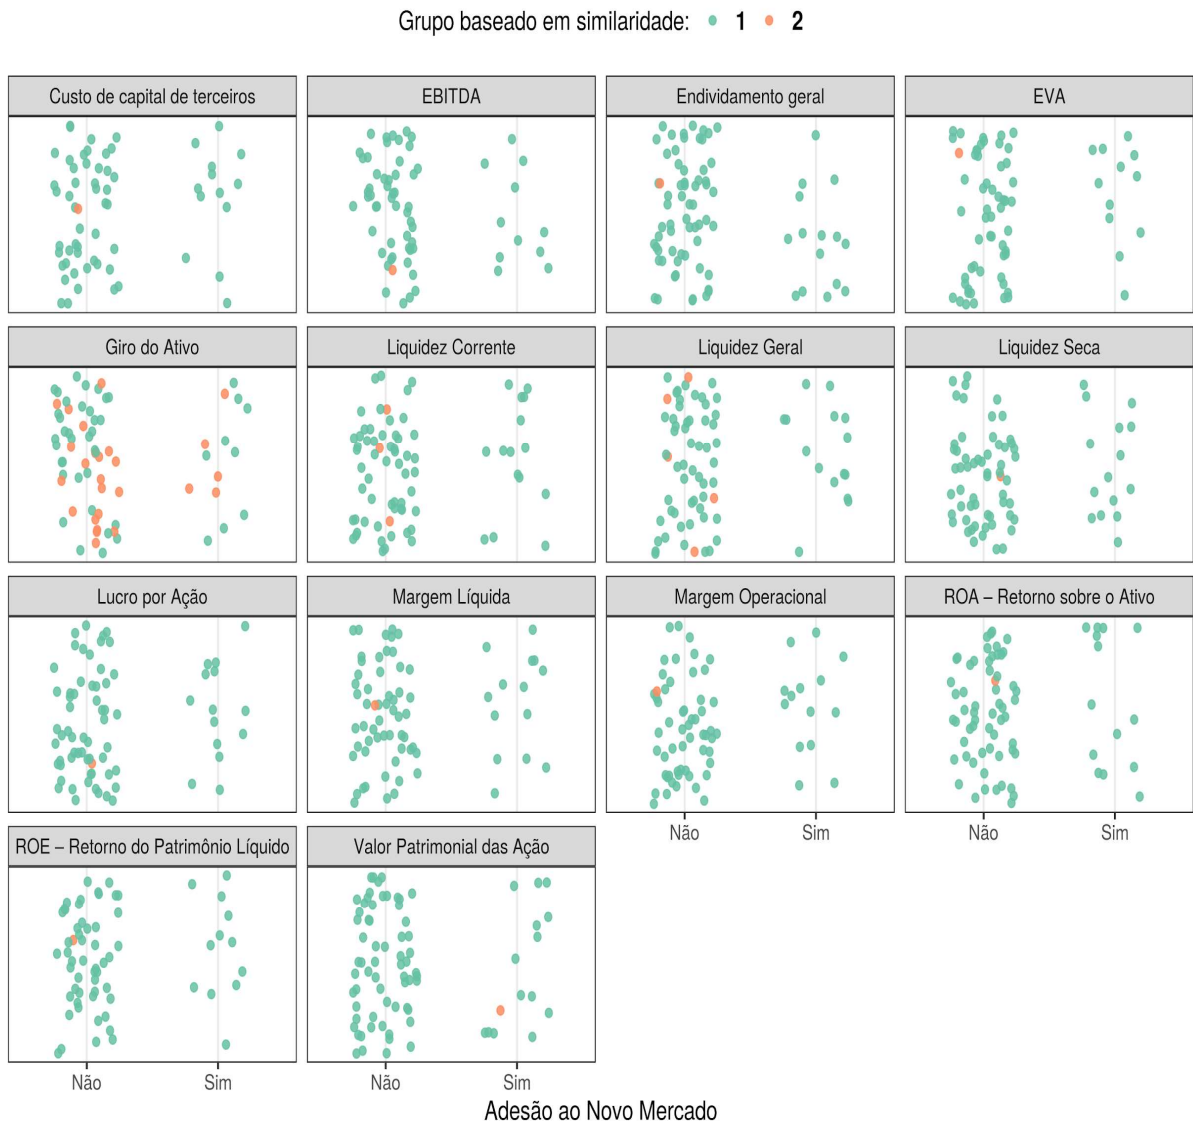 Grupo baseado em similaridade: 1 2
Custo de capital de terceiros
EBITDA
Endividamento geral
EVA
Giro do Ativo
Liquidez Corrente
Liquidez Geral
Liquidez Seca
Lucro por Ação
Margem Líquida
Margem Operacional
ROA – Retorno sobre o Ativo
Não
Sim
Não
Sim
ROE – Retorno do Patrimônio Líquido
Valor Patrimonial das Ação
Não
Sim
Não
Sim
Adesão ao Novo Mercado